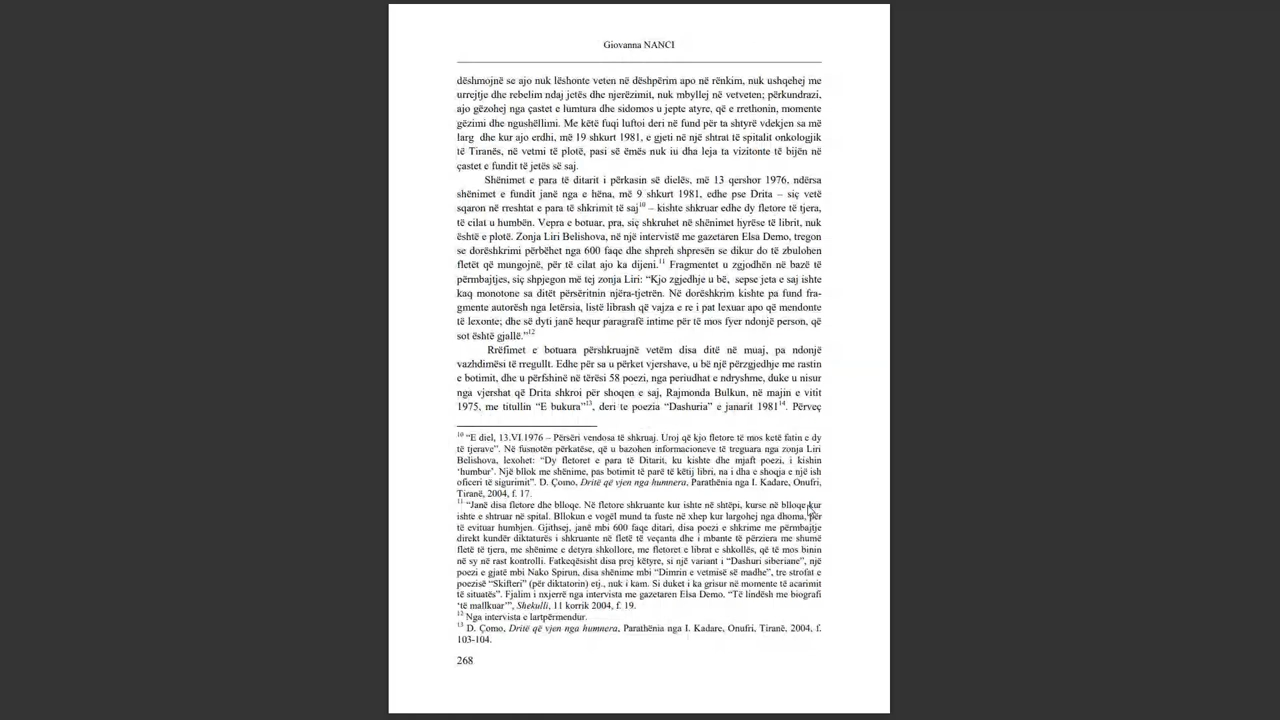 Giovanna NANCI
dëshmojnë se ajo nuk lëshonte veten në dëshpërim apo në rënkim, nuk ushqehej me
urrejtje dhe rebelim ndaj jetës dhe njerëzimit, nuk mbyllej në vetveten; përkundrazi,
ajo gëzohej nga çastet e lumtura dhe sidomos u jepte atyre, që e rrethonin, momente
gëzimi dhe ngushëllimi. Me këtë fuqi luftoi deri në fund për ta shtyrë vdekjen sa më
larg dhe kur ajo erdhi, më 19 shkurt 1981, e gjeti në një shtrat të spitalit onkologjik
të Tiranës, në vetmi të plotë, pasi së ëmës nuk iu dha leja ta vizitonte të bijën në
çastet e fundit të jetës së saj.
Shënimet e para të ditarit i përkasin së dielës, më 13 qershor 1976, ndërsa
shënimet e fundit janë nga e hëna, më 9 shkurt 1981, edhe pse Drita – siç vetë
sqaron në rreshtat e para të shkrimit të saj10 – kishte shkruar edhe dy fletore të tjera,
të cilat u humbën. Vepra e botuar, pra, siç shkruhet në shënimet hyrëse të librit, nuk
është e plotë. Zonja Liri Belishova, në një intervistë me gazetaren Elsa Demo, tregon
se dorëshkrimi përbëhet nga 600 faqe dhe shpreh shpresën se dikur do të zbulohen
fletët që mungojnë, për të cilat ajo ka dijeni.11 Fragmentet u zgjodhën në bazë të
përmbajtjes, siç shpjegon më tej zonja Liri: “Kjo zgjedhje u bë, sepse jeta e saj ishte
kaq monotone sa ditët përsëritnin njëra-tjetrën. Në dorëshkrim kishte pa fund fra-
gmente autorësh nga letërsia, listë librash që vajza e re i pat lexuar apo që mendonte
të lexonte; dhe së dyti janë hequr paragrafë intime për të mos fyer ndonjë person, që
sot është gjallë.”12
Rrëfimet e botuara përshkruajnë vetëm disa ditë në muaj, pa ndonjë
vazhdimësi të rregullt. Edhe për sa u përket vjershave, u bë një përzgjedhje me rastin
e botimit, dhe u përfshinë në tërësi 58 poezi, nga periudhat e ndryshme, duke u nisur
nga vjershat që Drita shkroi për shoqen e saj, Rajmonda Bulkun, në majin e vitit
1975, me titullin “E bukura”13, deri te poezia “Dashuria” e janarit 198114. Përveç
10 “E diel, 13.VI.1976 – Përsëri vendosa të shkruaj. Uroj që kjo fletore të mos ketë fatin e dy
të tjerave”. Në fusnotën përkatëse, që u bazohen informacioneve të treguara nga zonja Liri
Belishova, lexohet: “Dy fletoret e para të Ditarit, ku kishte dhe mjaft poezi, i kishin
‘humbur’. Një bllok me shënime, pas botimit të parë të këtij libri, na i dha e shoqja e një ish
oficeri të sigurimit”. D. Çomo, Dritë që vjen nga humnera, Parathënia nga I. Kadare, Onufri,
Tiranë, 2004, f. 17.
11 “Janë disa fletore dhe blloqe. Në fletore shkruante kur ishte në shtëpi, kurse në blloqe kur
ishte e shtruar në spital. Bllokun e vogël mund ta fuste në xhep kur largohej nga dhoma, për
të evituar humbjen. Gjithsej, janë mbi 600 faqe ditari, disa poezi e shkrime me përmbajtje
direkt kundër diktaturës i shkruante në fletë të veçanta dhe i mbante të përziera me shumë
fletë të tjera, me shënime e detyra shkollore, me fletoret e librat e shkollës, që të mos binin
në sy në rast kontrolli. Fatkeqësisht disa prej këtyre, si një variant i “Dashuri siberiane”, një
poezi e gjatë mbi Nako Spirun, disa shënime mbi “Dimrin e vetmisë së madhe”, tre strofat e
poezisë “Skifteri” (për diktatorin) etj., nuk i kam. Si duket i ka grisur në momente të acarimit
të situatës”. Fjalim i nxjerrë nga intervista me gazetaren Elsa Demo. “Të lindësh me biografi
‘të mallkuar’”, Shekulli, 11 korrik 2004, f. 19.
12 Nga intervista e lartpërmendur.
13 D. Çomo, Dritë që vjen nga humnera, Parathënia nga I. Kadare, Onufri, Tiranë, 2004, f.
103-104.
268